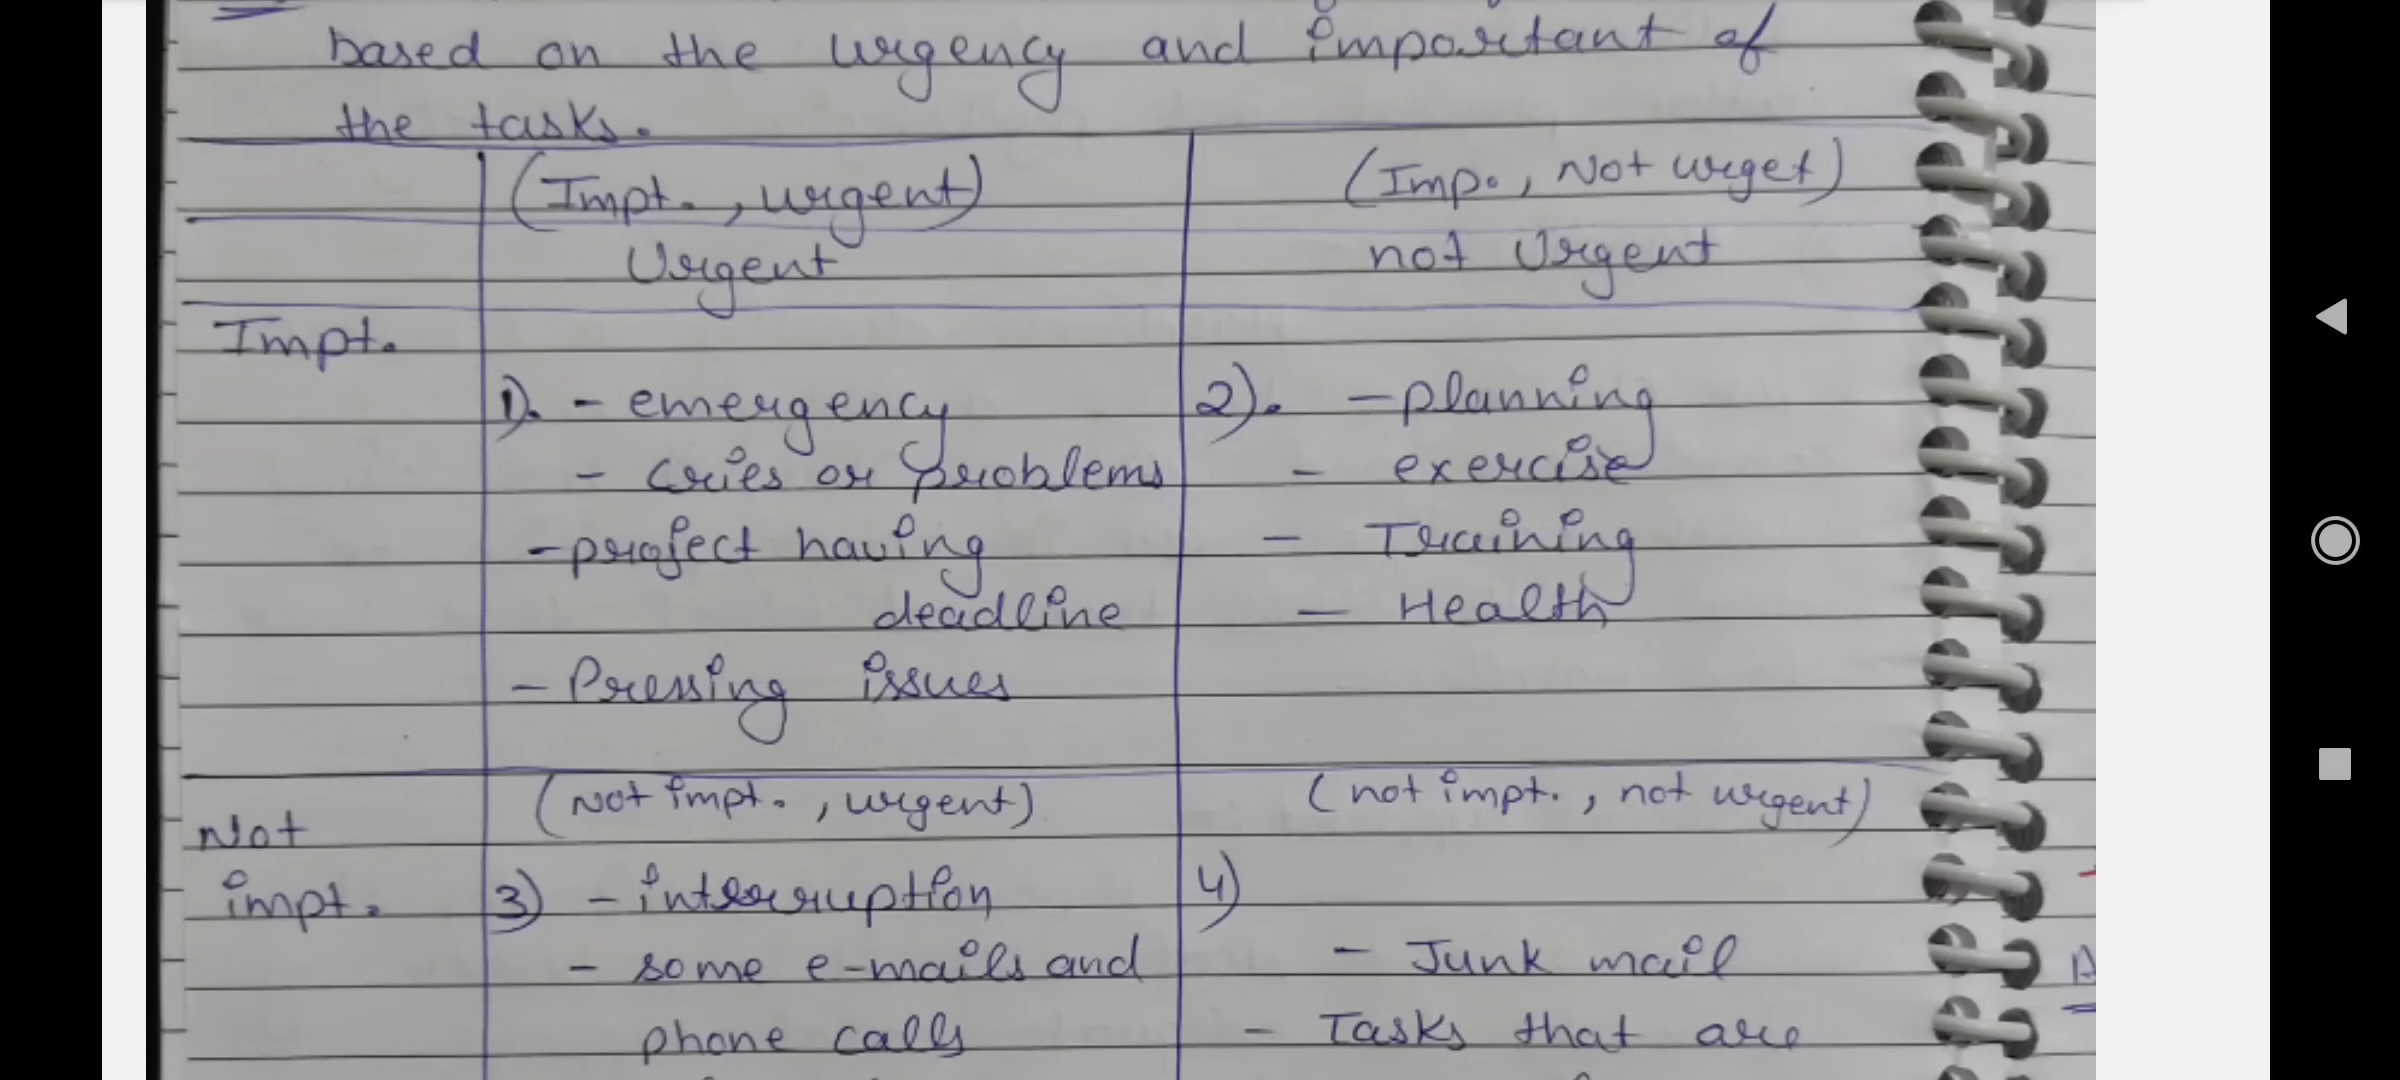 based on the urgency and important of
the tasks.
(Impt., urgent)
(Imp., Not urget)
Urgent
not Urgent
Impt.
1). - emergency
- cries or problems
- project having
deadline
- Pressing issues
2). - planning
- exercise
- Training
- Health
Not
impt.
(Not impt., urgent)
3) - interruption
- some e-mails and
phone calls
(not impt., not urgent)
4)
- Junk mail
- Tasks that are